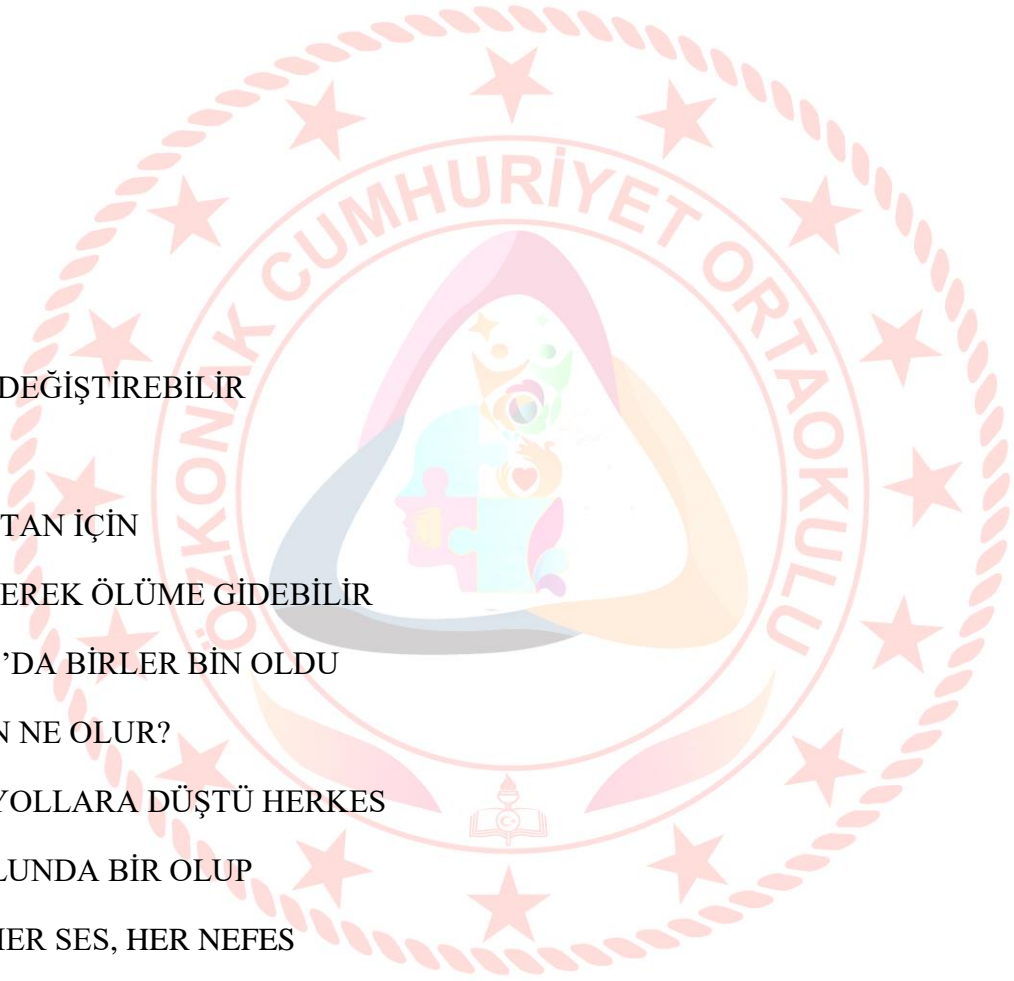 ÖZKONAK CUMHURİYET ORTAOKULU
DEĞİŞTİREBİLİR
TAN İÇİN
EREK ÖLÜME GİDEBİLİR
’DA BİRLER BİN OLDU
N NE OLUR?
YOLLARA DÜŞTÜ HERKES
LUNDA BİR OLUP
HER SES, HER NEFES